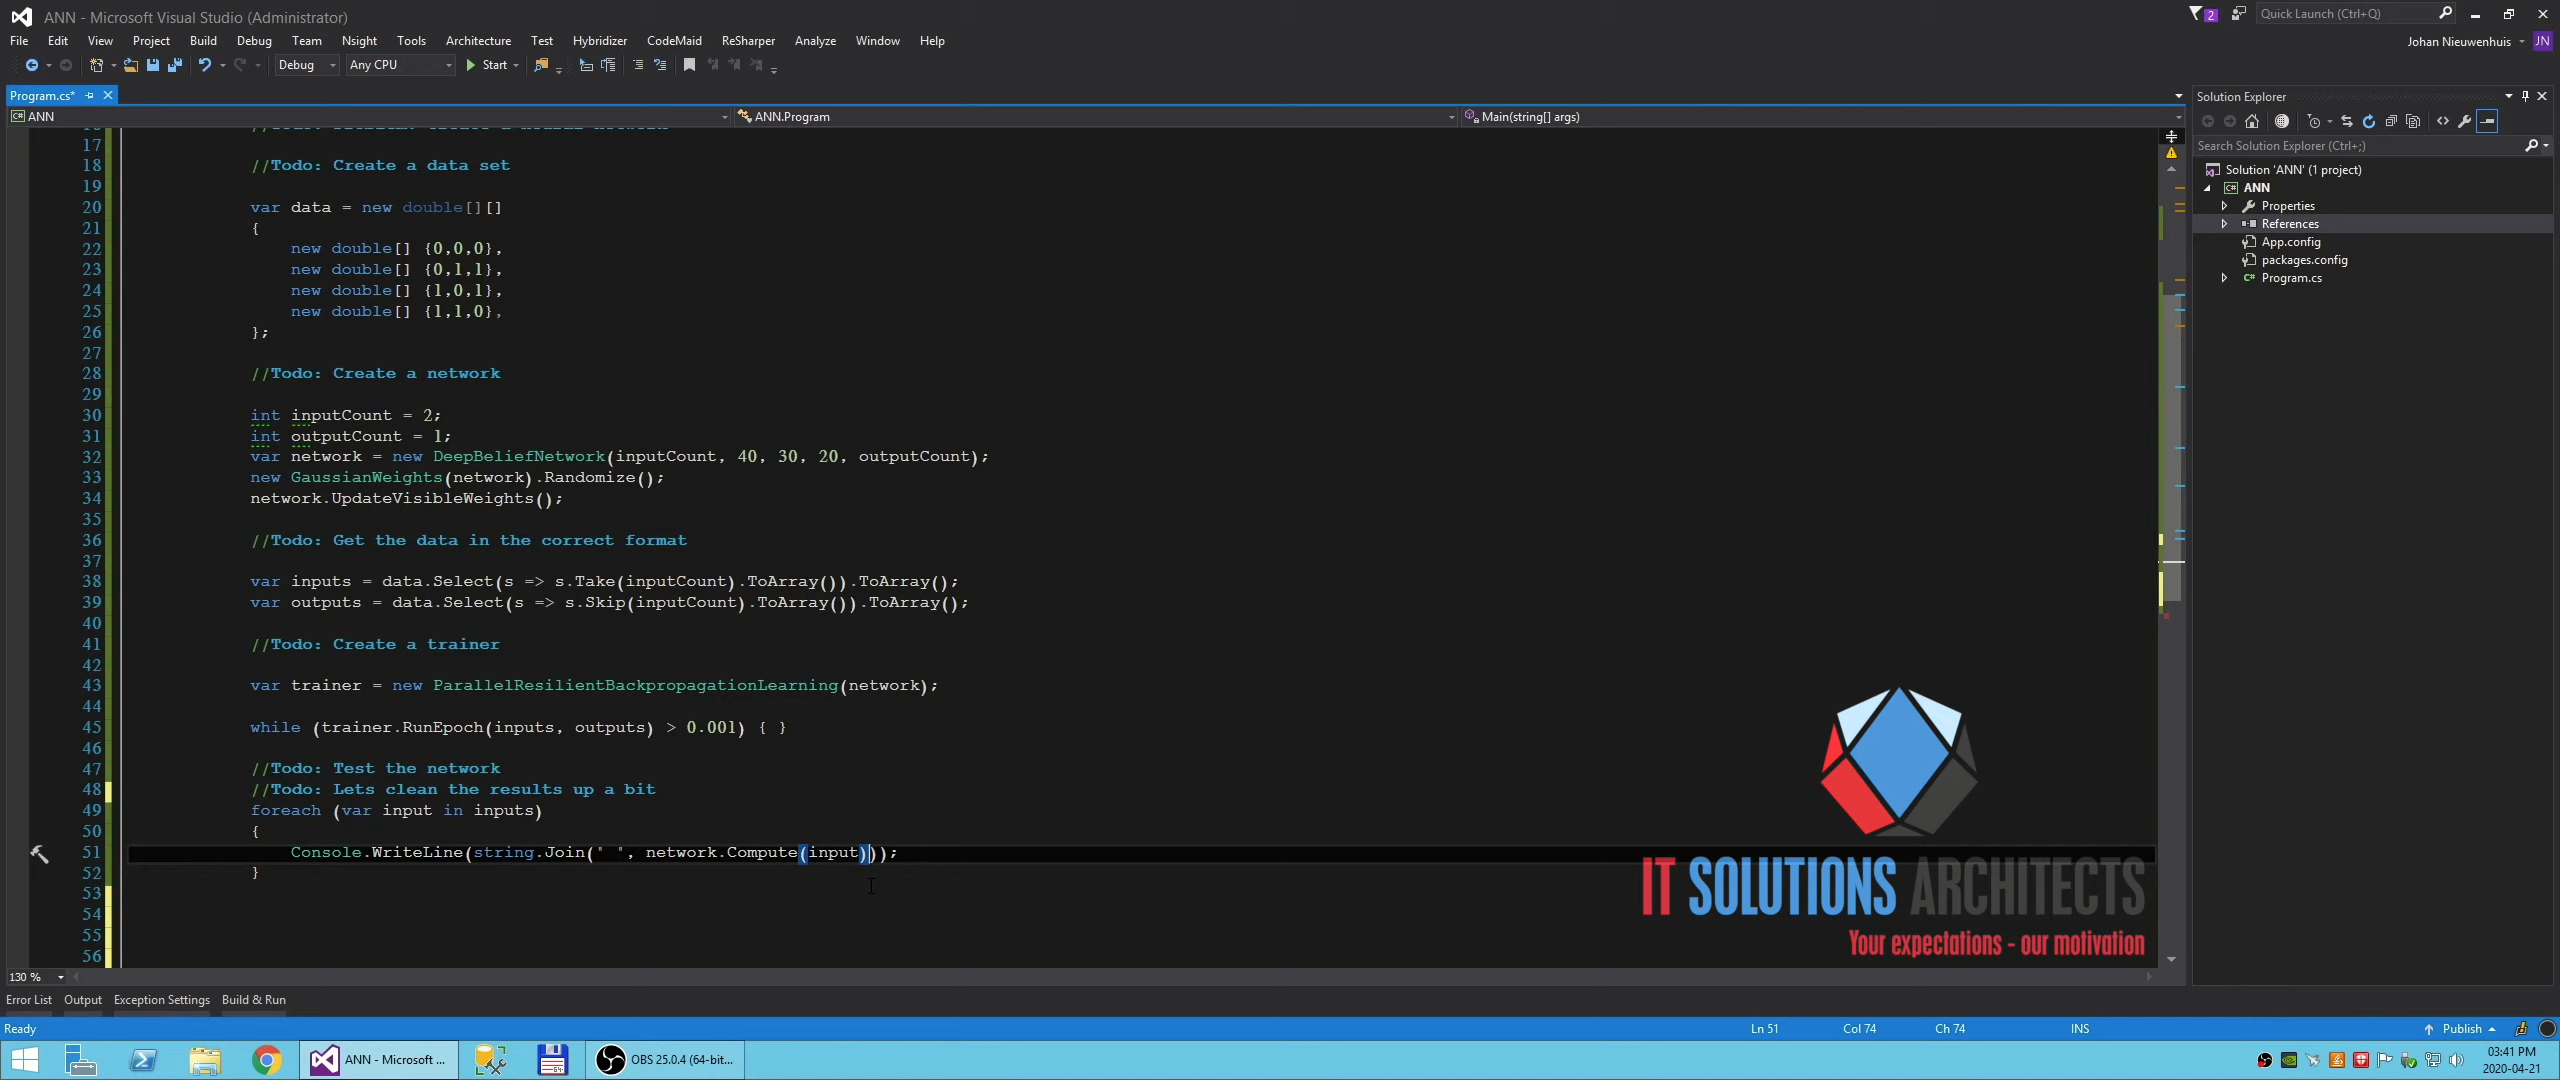 ANN - Microsoft Visual Studio (Administrator)
2
Quick Launch (Ctrl+Q)
File Edit View Project Build Debug Team Nsight Tools Architecture Test Hybridizer CodeMaid ReSharper Analyze Window Help
Johan Nieuwenhuis JN
Debug Any CPU Start
Program.cs*
ANN ANN.Program Main(string[] args)
17
18 //Todo: Create a data set
19
20 var data = new double[][]
21 {
22 new double[] {0,0,0},
23 new double[] {0,1,1},
24 new double[] {1,0,1},
25 new double[] {1,1,0},
26 };
27
28 //Todo: Create a network
29
30 int inputCount = 2;
31 int outputCount = 1;
32 var network = new DeepBeliefNetwork(inputCount, 40, 30, 20, outputCount);
33 new GaussianWeights(network).Randomize();
34 network.UpdateVisibleWeights();
35
36 //Todo: Get the data in the correct format
37
38 var inputs = data.Select(s => s.Take(inputCount).ToArray()).ToArray();
39 var outputs = data.Select(s => s.Skip(inputCount).ToArray()).ToArray();
40
41 //Todo: Create a trainer
42
43 var trainer = new ParallelResilientBackpropagationLearning(network);
44
45 while (trainer.RunEpoch(inputs, outputs) > 0.001) { }
46
47 //Todo: Test the network
48 //Todo: Lets clean the results up a bit
49 foreach (var input in inputs)
50 {
51 Console.WriteLine(string.Join(" ", network.Compute(input)));
52 }
53
54
55
56
130 %
Solution Explorer
Search Solution Explorer (Ctrl+;)
Solution 'ANN' (1 project)
ANN
Properties
References
App.config
packages.config
Program.cs
IT SOLUTIONS ARCHITECTS
Your expectations - our motivation
Error List Output Exception Settings Build & Run
Ready Ln 51 Col 74 Ch 74 INS Publish
ANN - Microsoft ... OBS 25.0.4 (64-bit...
03:41 PM
2020-04-21